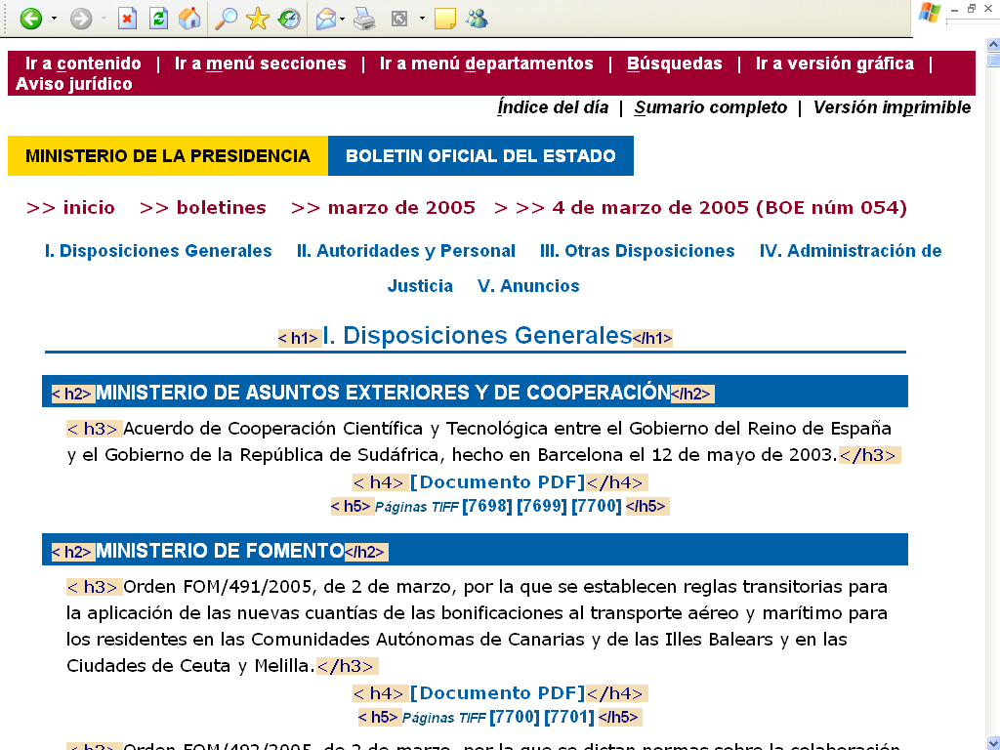 Ir a contenido | Ir a menú secciones | Ir a menú departamentos | Búsquedas | Ir a versión gráfica |
Aviso jurídico
Índice del día | Sumario completo | Versión imprimible
MINISTERIO DE LA PRESIDENCIA BOLETIN OFICIAL DEL ESTADO
>> inicio >> boletines >> marzo de 2005 > >> 4 de marzo de 2005 (BOE núm 054)
I. Disposiciones Generales II. Autoridades y Personal III. Otras Disposiciones IV. Administración de
Justicia V. Anuncios
< h1> I. Disposiciones Generales</h1>
< h2>MINISTERIO DE ASUNTOS EXTERIORES Y DE COOPERACIÓN</h2>
< h3> Acuerdo de Cooperación Científica y Tecnológica entre el Gobierno del Reino de España
y el Gobierno de la República de Sudáfrica, hecho en Barcelona el 12 de mayo de 2003.</h3>
< h4> [Documento PDF]</h4>
< h5> Páginas TIFF [7698] [7699] [7700] </h5>
< h2>MINISTERIO DE FOMENTO</h2>
< h3> Orden FOM/491/2005, de 2 de marzo, por la que se establecen reglas transitorias para
la aplicación de las nuevas cuantías de las bonificaciones al transporte aéreo y marítimo para
los residentes en las Comunidades Autónomas de Canarias y de las Illes Balears y en las
Ciudades de Ceuta y Melilla.</h3>
< h4> [Documento PDF]</h4>
< h5> Páginas TIFF [7700] [7701] </h5>
< h3> Orden FOM/492/2005, de 2 de marzo, por la que se dictan normas sobre la colaboración